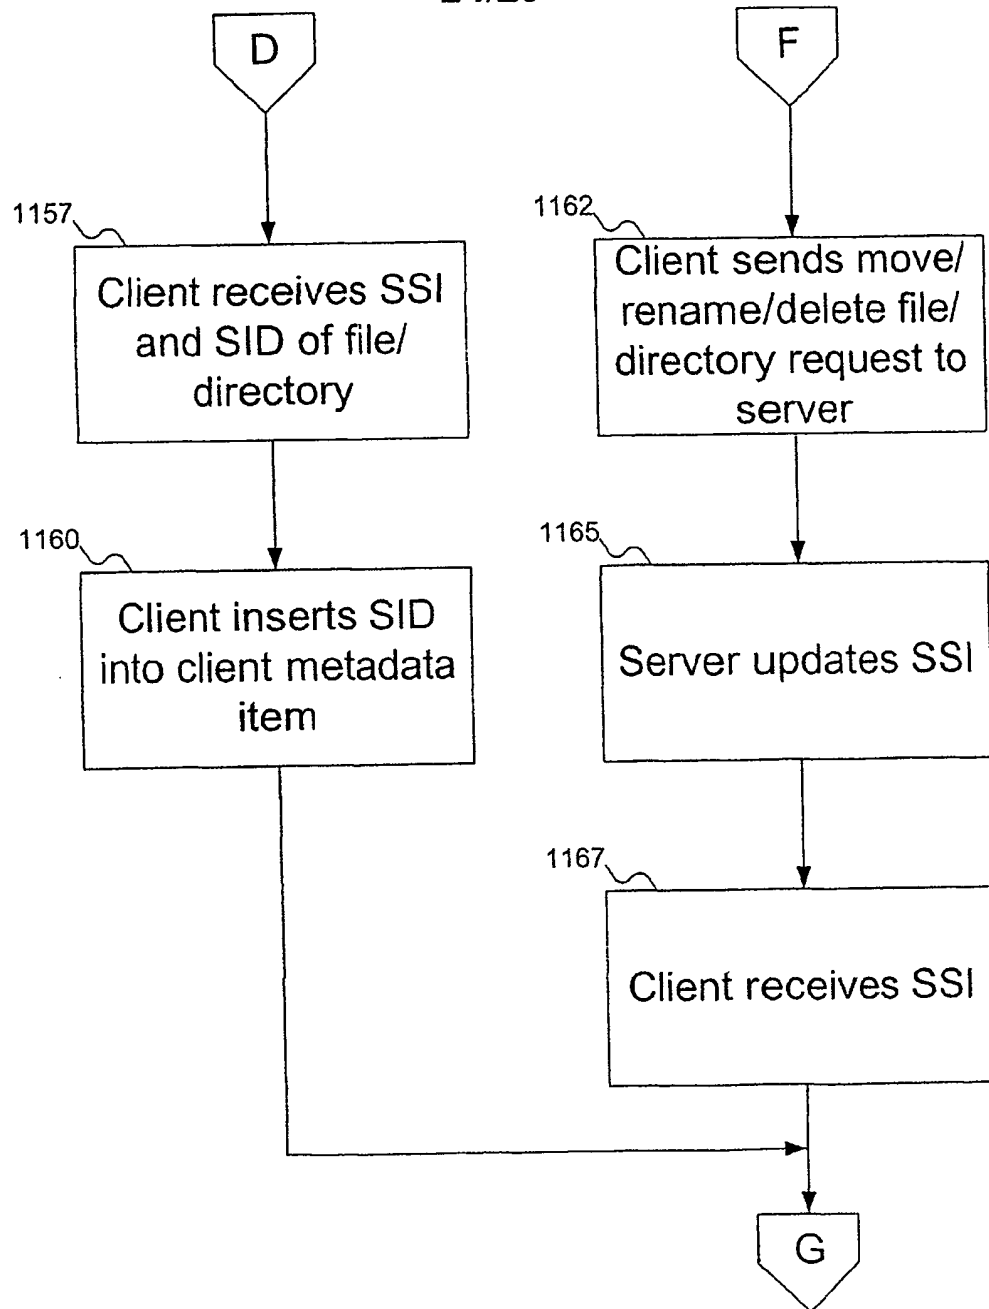 D
F
1157
Client receives SSI
and SID of file/
directory
1162
Client sends move/
rename/delete file/
directory request to
server
1160
Client inserts SID
into client metadata
item
1165
Server updates SSI
1167
Client receives SSI
G